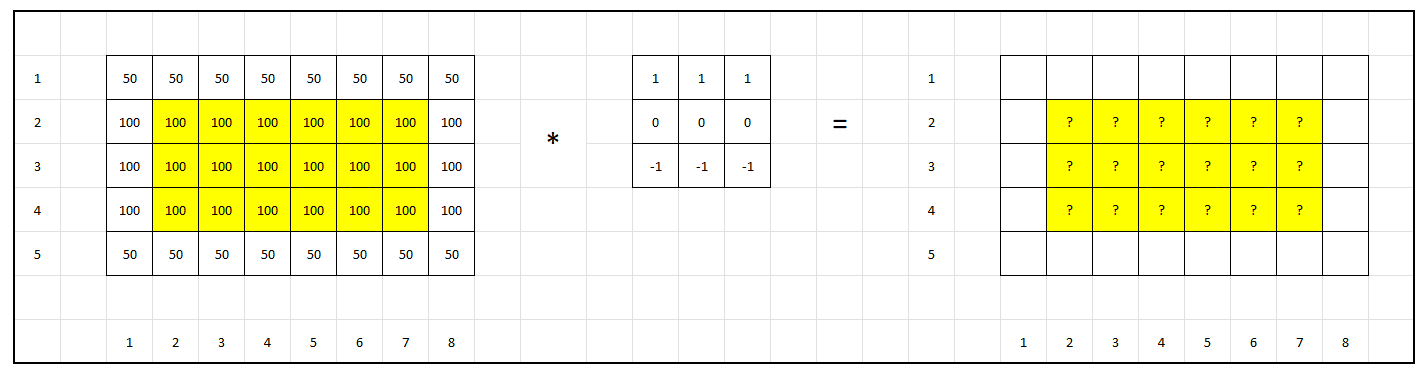 1 50 50 50 50 50 50 50 50 1 1 1 1
2 100 100 100 100 100 100 100 100 * 0 0 0 = 2 ? ? ? ? ? ?
3 100 100 100 100 100 100 100 100 -1 -1 -1 3 ? ? ? ? ? ?
4 100 100 100 100 100 100 100 100 4 ? ? ? ? ? ?
5 50 50 50 50 50 50 50 50 5
1 2 3 4 5 6 7 8 1 2 3 4 5 6 7 8